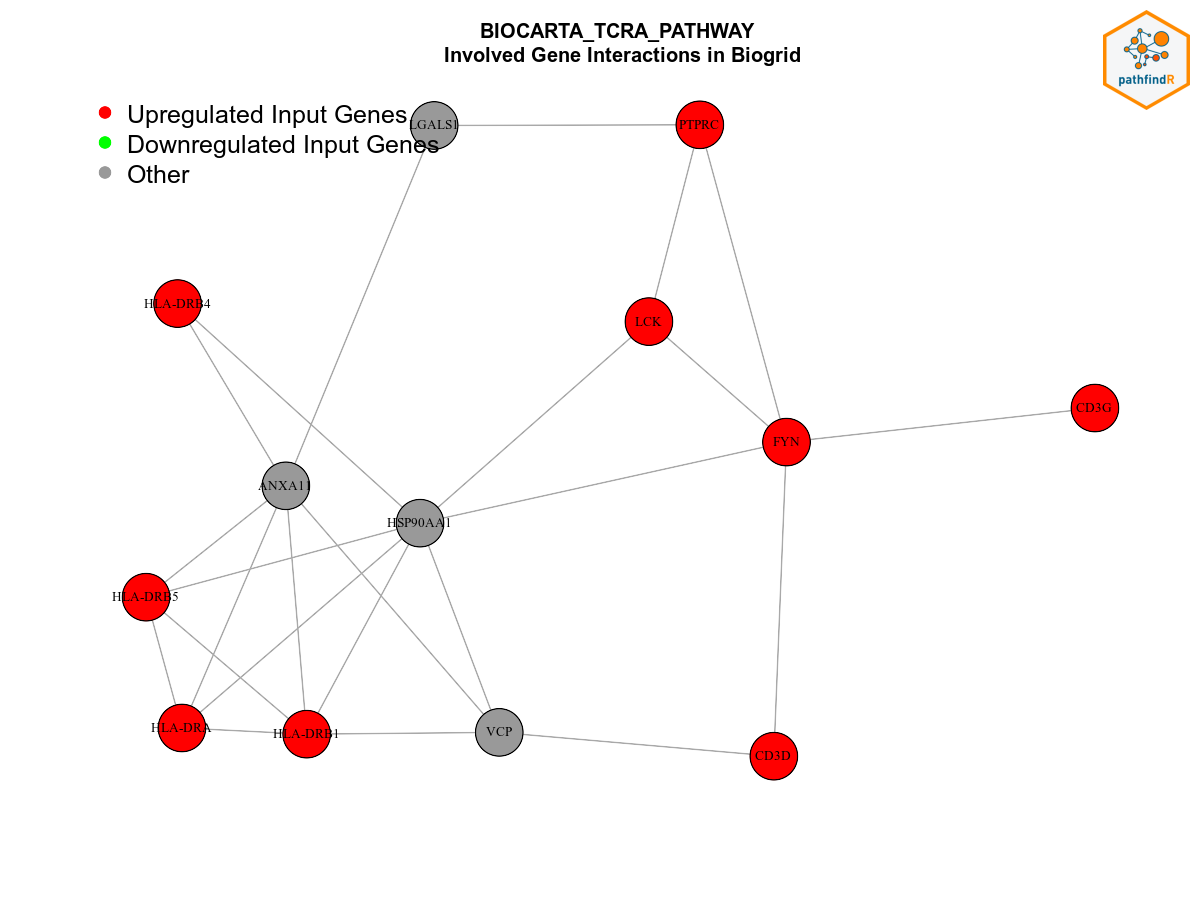 BIOCARTA_TCRA_PATHWAY
Involved Gene Interactions in Biogrid
pathfindR
Upregulated Input Genes
Downregulated Input Genes
Other
LGALS1
PTPRC
HLA-DRB4
LCK
CD3G
FYN
ANXA11
HSP90AA1
HLA-DRB5
HLA-DRA
HLA-DRB1
VCP
CD3D